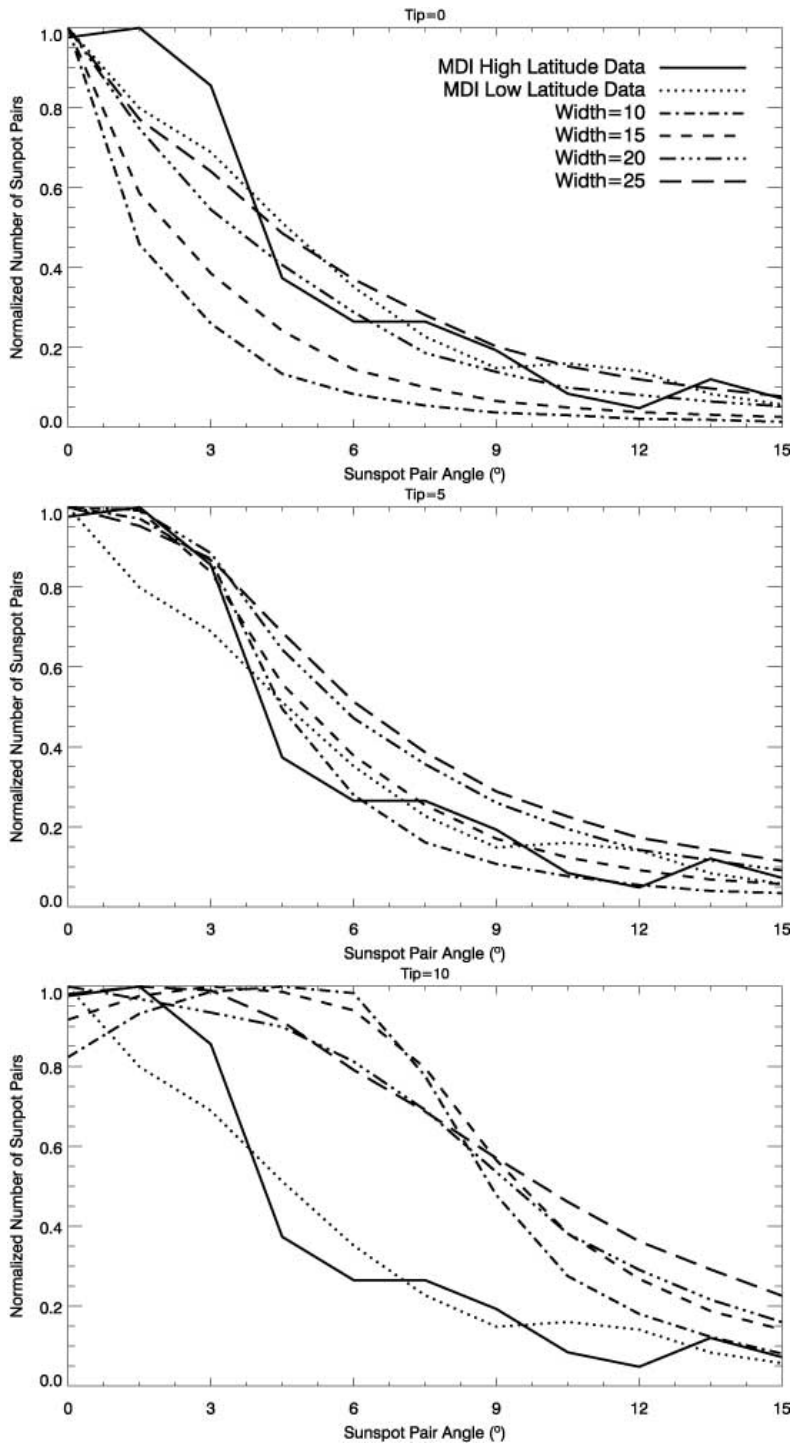 Tip=0
1.0
0.8
0.6
0.4
0.2
0.0
Normalized Number of Sunpot Pairs
MDI High Latitude Data
MDI Low Latitude Data
Width=10
Width=15
Width=20
Width=25
0 3 6 9 12 15
Sunspot Pair Angle (º)
Tip=5
1.0
0.8
0.6
0.4
0.2
0.0
Normalized Number of Sunspot Pairs
0 3 6 9 12 15
Sunspot Pair Angle (º)
Tip=10
1.0
0.8
0.6
0.4
0.2
0.0
Normalized Number of Sunpot Pairs
0 3 6 9 12 15
Sunspot Pair Angle (º)